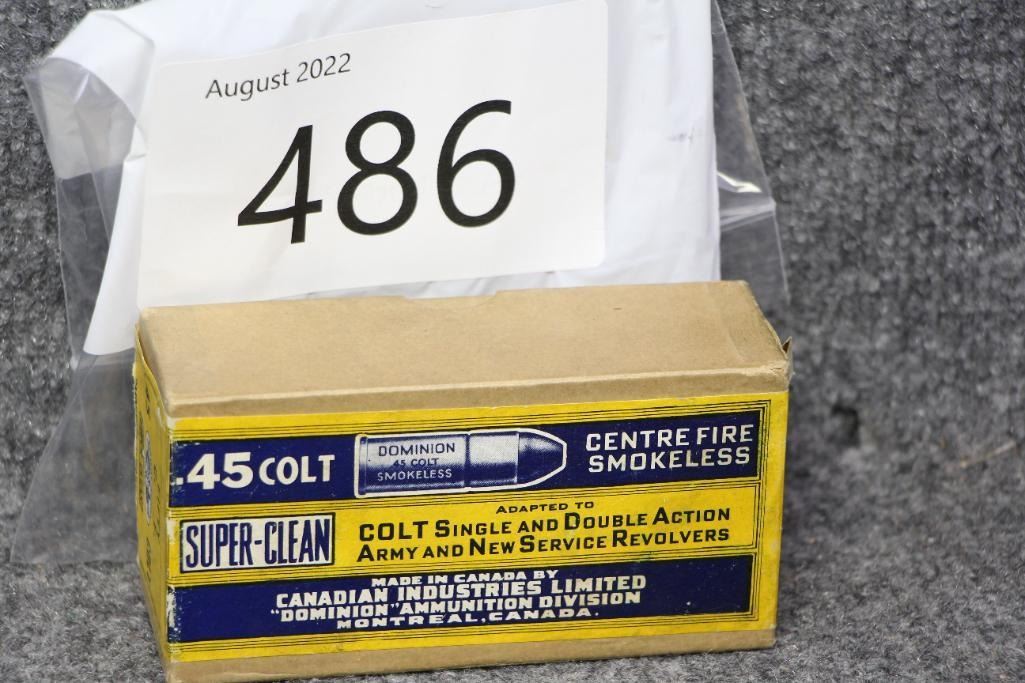 August 2022
486
.45 COLT
DOMINION
45 COLT
SMOKELESS
CENTRE FIRE
SMOKELESS
SUPER-CLEAN
ADAPTED TO
COLT SINGLE AND DOUBLE ACTION
ARMY AND NEW SERVICE REVOLVERS
MADE IN CANADA BY
CANADIAN INDUSTRIES LIMITED
"DOMINION" AMMUNITION DIVISION
MONTREAL, CANADA.